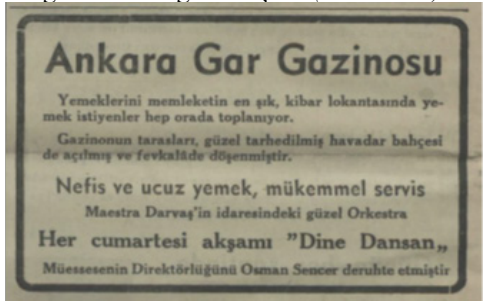 Ankara Gar Gazinosu
Yemeklerini memleketin en şık, kibar lokantasında ye-
mek istiyenler hep orada toplanıyor.
Gazinonun tarasları, güzel tarhedilmiş havadar bahçesi
de açılmış ve fevkalâde döşenmiştir.
Nefis ve ucuz yemek, mükemmel servis
Maestra Darvaş'in idaresindeki güzel Orkestra
Her cumartesi akşamı "Dine Dansan„
Müessesenin Direktörlüğünü Osman Sencer deruhte etmiştir